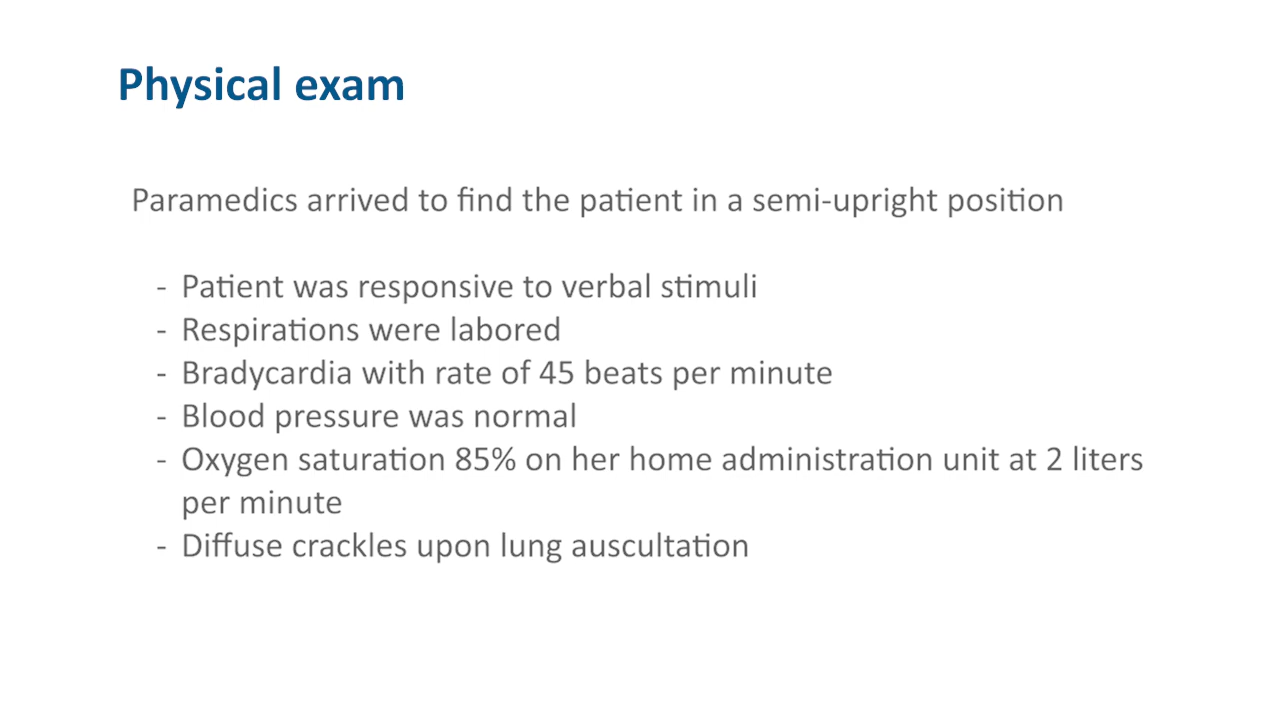 Physical exam
Paramedics arrived to find the patient in a semi-upright position
- Patient was responsive to verbal stimuli
- Respirations were labored
- Bradycardia with rate of 45 beats per minute
- Blood pressure was normal
- Oxygen saturation 85% on her home administration unit at 2 liters
per minute
- Diffuse crackles upon lung auscultation